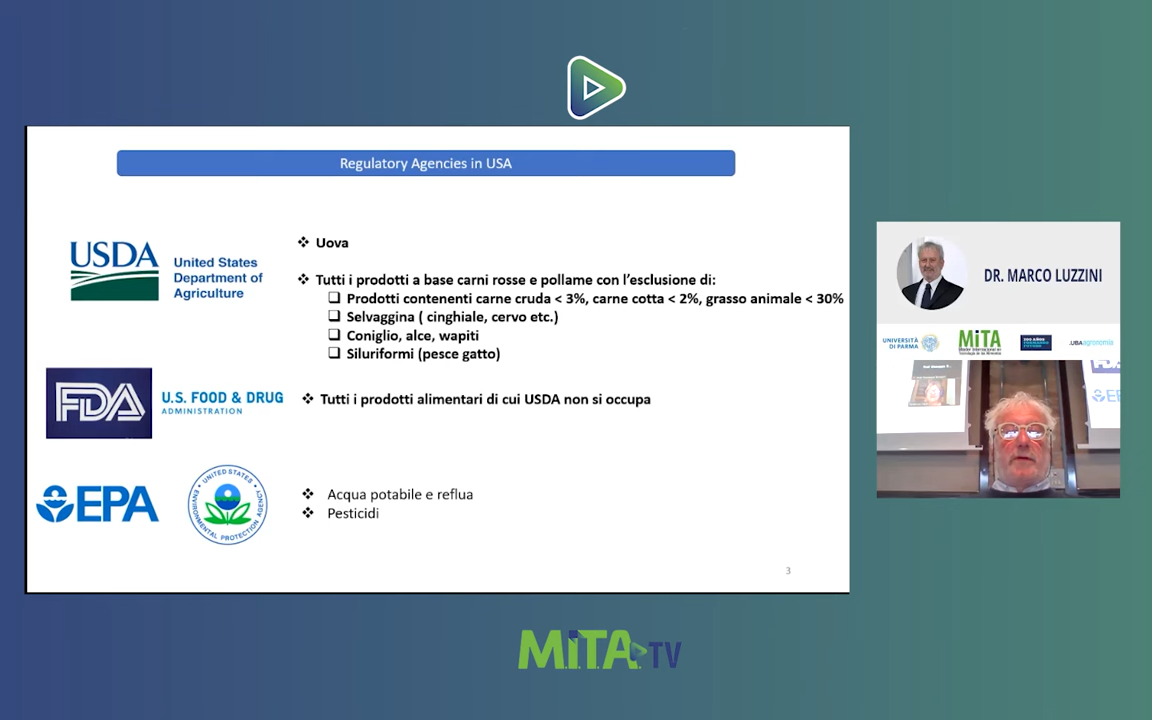 Regulatory Agencies in USA
USDA
United States
Department of
Agriculture
❖ Uova
❖ Tutti i prodotti a base carni rosse e pollame con l’esclusione di:
❑ Prodotti contenenti carne cruda < 3%, carne cotta < 2%, grasso animale < 30%
❑ Selvaggina ( cinghiale, cervo etc.)
❑ Coniglio, alce, wapiti
❑ Siluriformi (pesce gatto)
FDA
U.S. FOOD & DRUG
ADMINISTRATION
❖ Tutti i prodotti alimentari di cui USDA non si occupa
EPA
UNITED STATES
ENVIRONMENTAL PROTECTION AGENCY
❖ Acqua potabile e reflua
❖ Pesticidi
3
DR. MARCO LUZZINI
UNIVERSITÀ
DI PARMA
MiTA
.UBAagronomía
M.i.T.A. TV